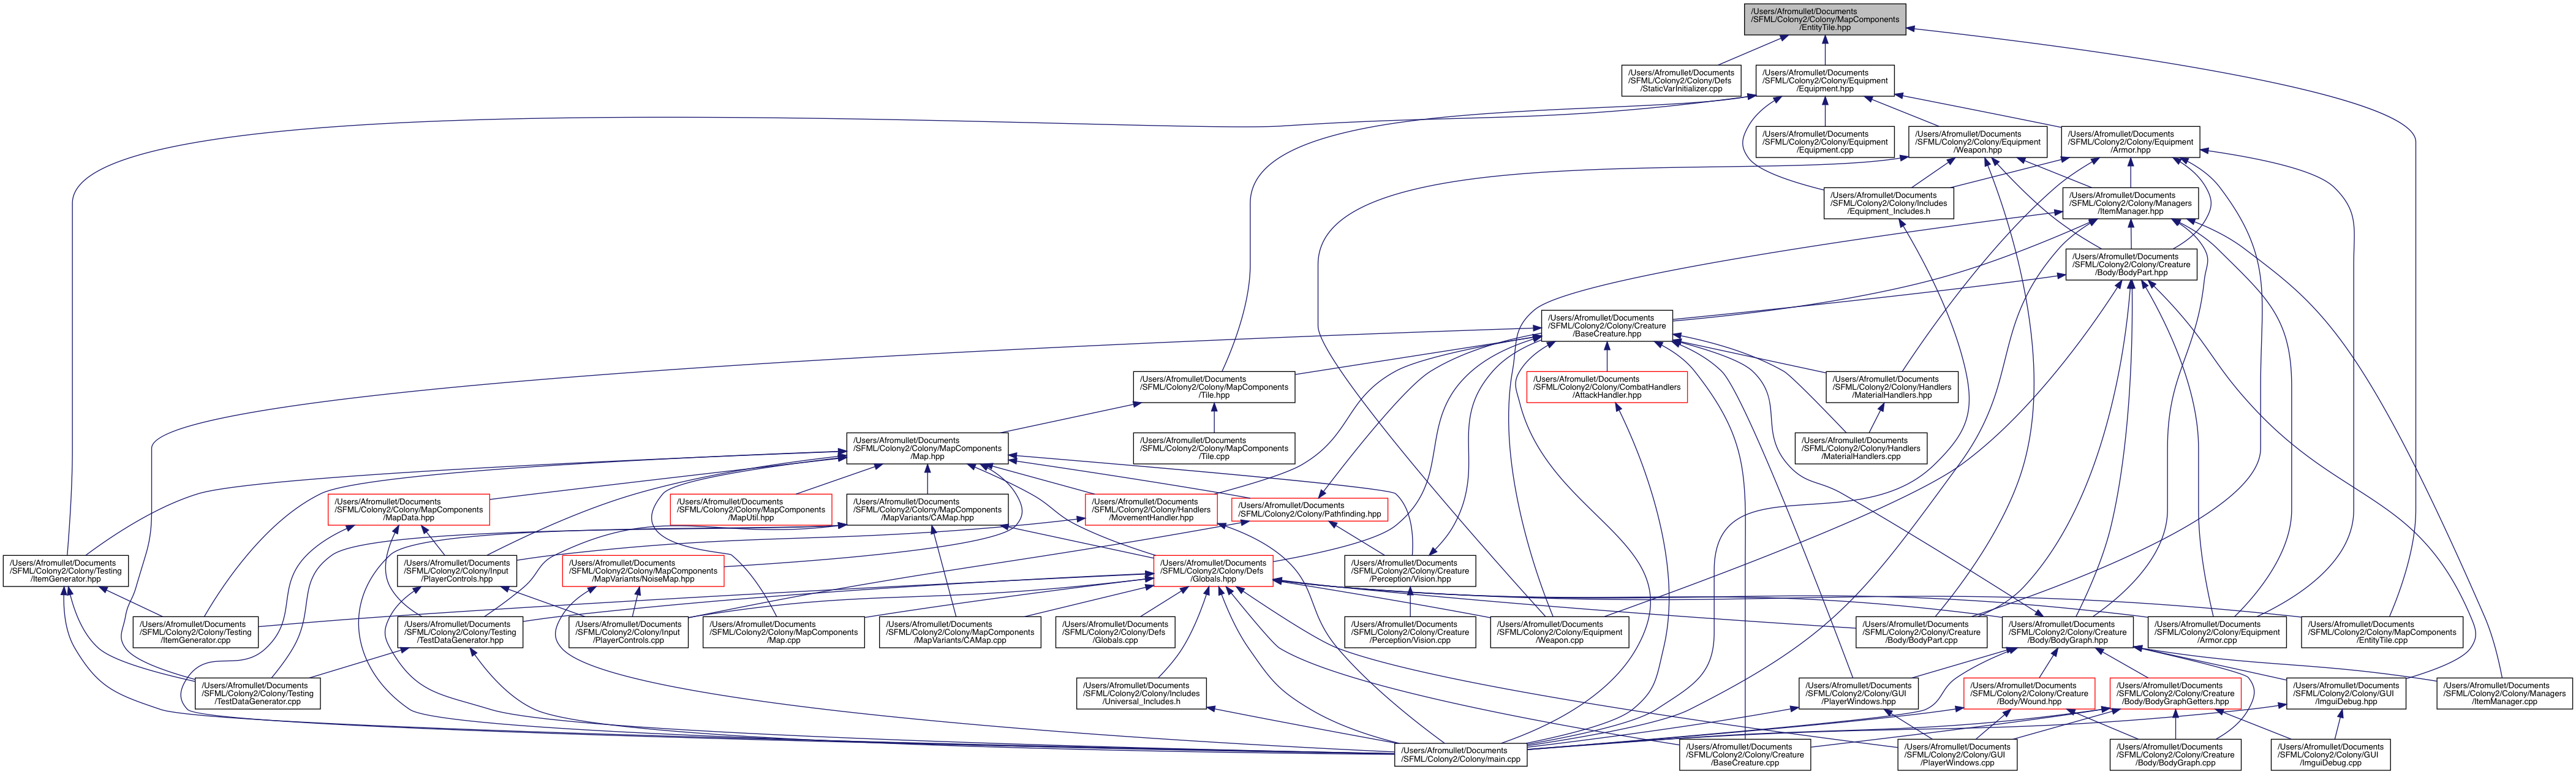 /Users/Afromullet/Documents
/SFML/Colony2/Colony/MapComponents
/EntityTile.hpp
/Users/Afromullet/Documents
/SFML/Colony2/Colony/Defs
/StaticVarInitializer.cpp
/Users/Afromullet/Documents
/SFML/Colony2/Colony/Equipment
/Equipment.hpp
/Users/Afromullet/Documents
/SFML/Colony2/Colony/Equipment
/Equipment.cpp
/Users/Afromullet/Documents
/SFML/Colony2/Colony/Equipment
/Weapon.hpp
/Users/Afromullet/Documents
/SFML/Colony2/Colony/Equipment
/Armor.hpp
/Users/Afromullet/Documents
/SFML/Colony2/Colony/Includes
/Equipment_Includes.h
/Users/Afromullet/Documents
/SFML/Colony2/Colony/Managers
/ItemManager.hpp
/Users/Afromullet/Documents
/SFML/Colony2/Colony/Creature
/Body/BodyPart.hpp
/Users/Afromullet/Documents
/SFML/Colony2/Colony/Creature
/BaseCreature.hpp
/Users/Afromullet/Documents
/SFML/Colony2/Colony/MapComponents
/Tile.hpp
/Users/Afromullet/Documents
/SFML/Colony2/Colony/CombatHandlers
/AttackHandler.hpp
/Users/Afromullet/Documents
/SFML/Colony2/Colony/Handlers
/MaterialHandlers.hpp
/Users/Afromullet/Documents
/SFML/Colony2/Colony/MapComponents
/Map.hpp
/Users/Afromullet/Documents
/SFML/Colony2/Colony/MapComponents
/Tile.cpp
/Users/Afromullet/Documents
/SFML/Colony2/Colony/Handlers
/MaterialHandlers.cpp
/Users/Afromullet/Documents
/SFML/Colony2/Colony/MapComponents
/MapData.hpp
/Users/Afromullet/Documents
/SFML/Colony2/Colony/MapComponents
/MapUtil.hpp
/Users/Afromullet/Documents
/SFML/Colony2/Colony/MapComponents
/MapVariants/CAMap.hpp
/Users/Afromullet/Documents
/SFML/Colony2/Colony/Handlers
/MovementHandler.hpp
/Users/Afromullet/Documents
/SFML/Colony2/Colony/Pathfinding.hpp
/Users/Afromullet/Documents
/SFML/Colony2/Colony/Testing
/ItemGenerator.hpp
/Users/Afromullet/Documents
/SFML/Colony2/Colony/Input
/PlayerControls.hpp
/Users/Afromullet/Documents
/SFML/Colony2/Colony/MapComponents
/MapVariants/NoiseMap.hpp
/Users/Afromullet/Documents
/SFML/Colony2/Colony/Defs
/Globals.hpp
/Users/Afromullet/Documents
/SFML/Colony2/Colony/Creature
/Perception/Vision.hpp
/Users/Afromullet/Documents
/SFML/Colony2/Colony/Testing
/ItemGenerator.cpp
/Users/Afromullet/Documents
/SFML/Colony2/Colony/Testing
/TestDataGenerator.hpp
/Users/Afromullet/Documents
/SFML/Colony2/Colony/Input
/PlayerControls.cpp
/Users/Afromullet/Documents
/SFML/Colony2/Colony/MapComponents
/Map.cpp
/Users/Afromullet/Documents
/SFML/Colony2/Colony/MapComponents
/MapVariants/CAMap.cpp
/Users/Afromullet/Documents
/SFML/Colony2/Colony/Defs
/Globals.cpp
/Users/Afromullet/Documents
/SFML/Colony2/Colony/Creature
/Perception/Vision.cpp
/Users/Afromullet/Documents
/SFML/Colony2/Colony/Equipment
/Weapon.cpp
/Users/Afromullet/Documents
/SFML/Colony2/Colony/Creature
/Body/BodyPart.cpp
/Users/Afromullet/Documents
/SFML/Colony2/Colony/Creature
/Body/BodyGraph.hpp
/Users/Afromullet/Documents
/SFML/Colony2/Colony/Equipment
/Armor.cpp
/Users/Afromullet/Documents
/SFML/Colony2/Colony/MapComponents
/EntityTile.cpp
/Users/Afromullet/Documents
/SFML/Colony2/Colony/Testing
/TestDataGenerator.cpp
/Users/Afromullet/Documents
/SFML/Colony2/Colony/Includes
/Universal_Includes.h
/Users/Afromullet/Documents
/SFML/Colony2/Colony/GUI
/PlayerWindows.hpp
/Users/Afromullet/Documents
/SFML/Colony2/Colony/Creature
/Body/Wound.hpp
/Users/Afromullet/Documents
/SFML/Colony2/Colony/Creature
/Body/BodyGraphGetters.hpp
/Users/Afromullet/Documents
/SFML/Colony2/Colony/GUI
/ImguiDebug.hpp
/Users/Afromullet/Documents
/SFML/Colony2/Colony/Managers
/ItemManager.cpp
/Users/Afromullet/Documents
/SFML/Colony2/Colony/main.cpp
/Users/Afromullet/Documents
/SFML/Colony2/Colony/Creature
/BaseCreature.cpp
/Users/Afromullet/Documents
/SFML/Colony2/Colony/GUI
/PlayerWindows.cpp
/Users/Afromullet/Documents
/SFML/Colony2/Colony/Creature
/Body/BodyGraph.cpp
/Users/Afromullet/Documents
/SFML/Colony2/Colony/GUI
/ImguiDebug.cpp